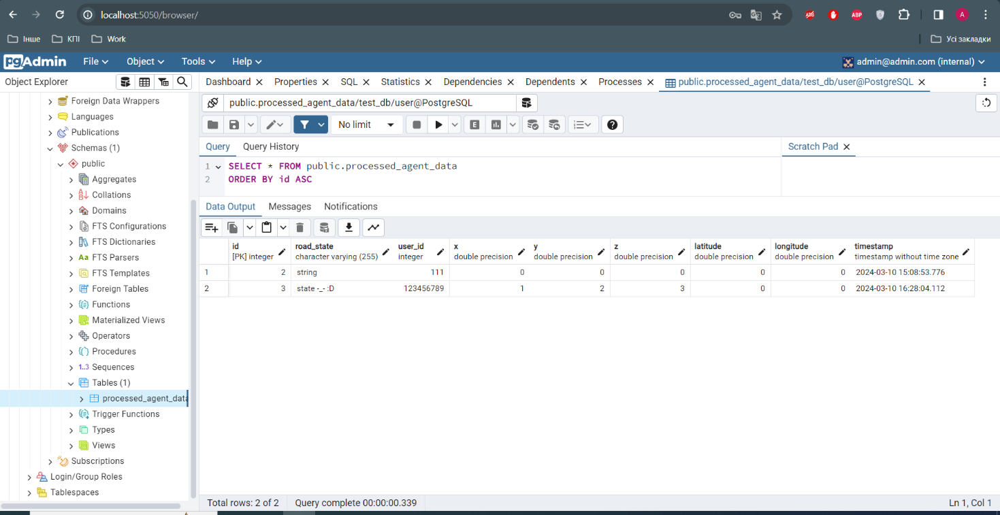 localhost:5050/browser/
ABP
A
Інше КПІ Work Усі закладки
pgAdmin File Object Tools Help admin@admin.com (internal)
Object Explorer Dashboard Properties SQL Statistics Dependencies Dependents Processes public.processed_agent_data/test_db/user@PostgreSQL
public.processed_agent_data/test_db/user@PostgreSQL
No limit E
Query Query History Scratch Pad
1 SELECT * FROM public.processed_agent_data
2 ORDER BY id ASC
Data Output Messages Notifications
id road_state user_id x y z latitude longitude timestamp
[PK] integer character varying (255) integer double precision double precision double precision double precision double precision timestamp without time zone
1 2 string 111 0 0 0 0 0 2024-03-10 15:08:53.776
2 3 state -_- :D 123456789 1 2 3 0 0 2024-03-10 16:28:04.112
Foreign Data Wrappers
Languages
Publications
Schemas (1)
public
Aggregates
Collations
Domains
FTS Configurations
FTS Dictionaries
Aa FTS Parsers
FTS Templates
Foreign Tables
Functions
Materialized Views
Operators
Procedures
1..3 Sequences
Tables (1)
processed_agent_data
Trigger Functions
Types
Views
Subscriptions
Login/Group Roles
Tablespaces
Total rows: 2 of 2 Query complete 00:00:00.339 Ln 1, Col 1